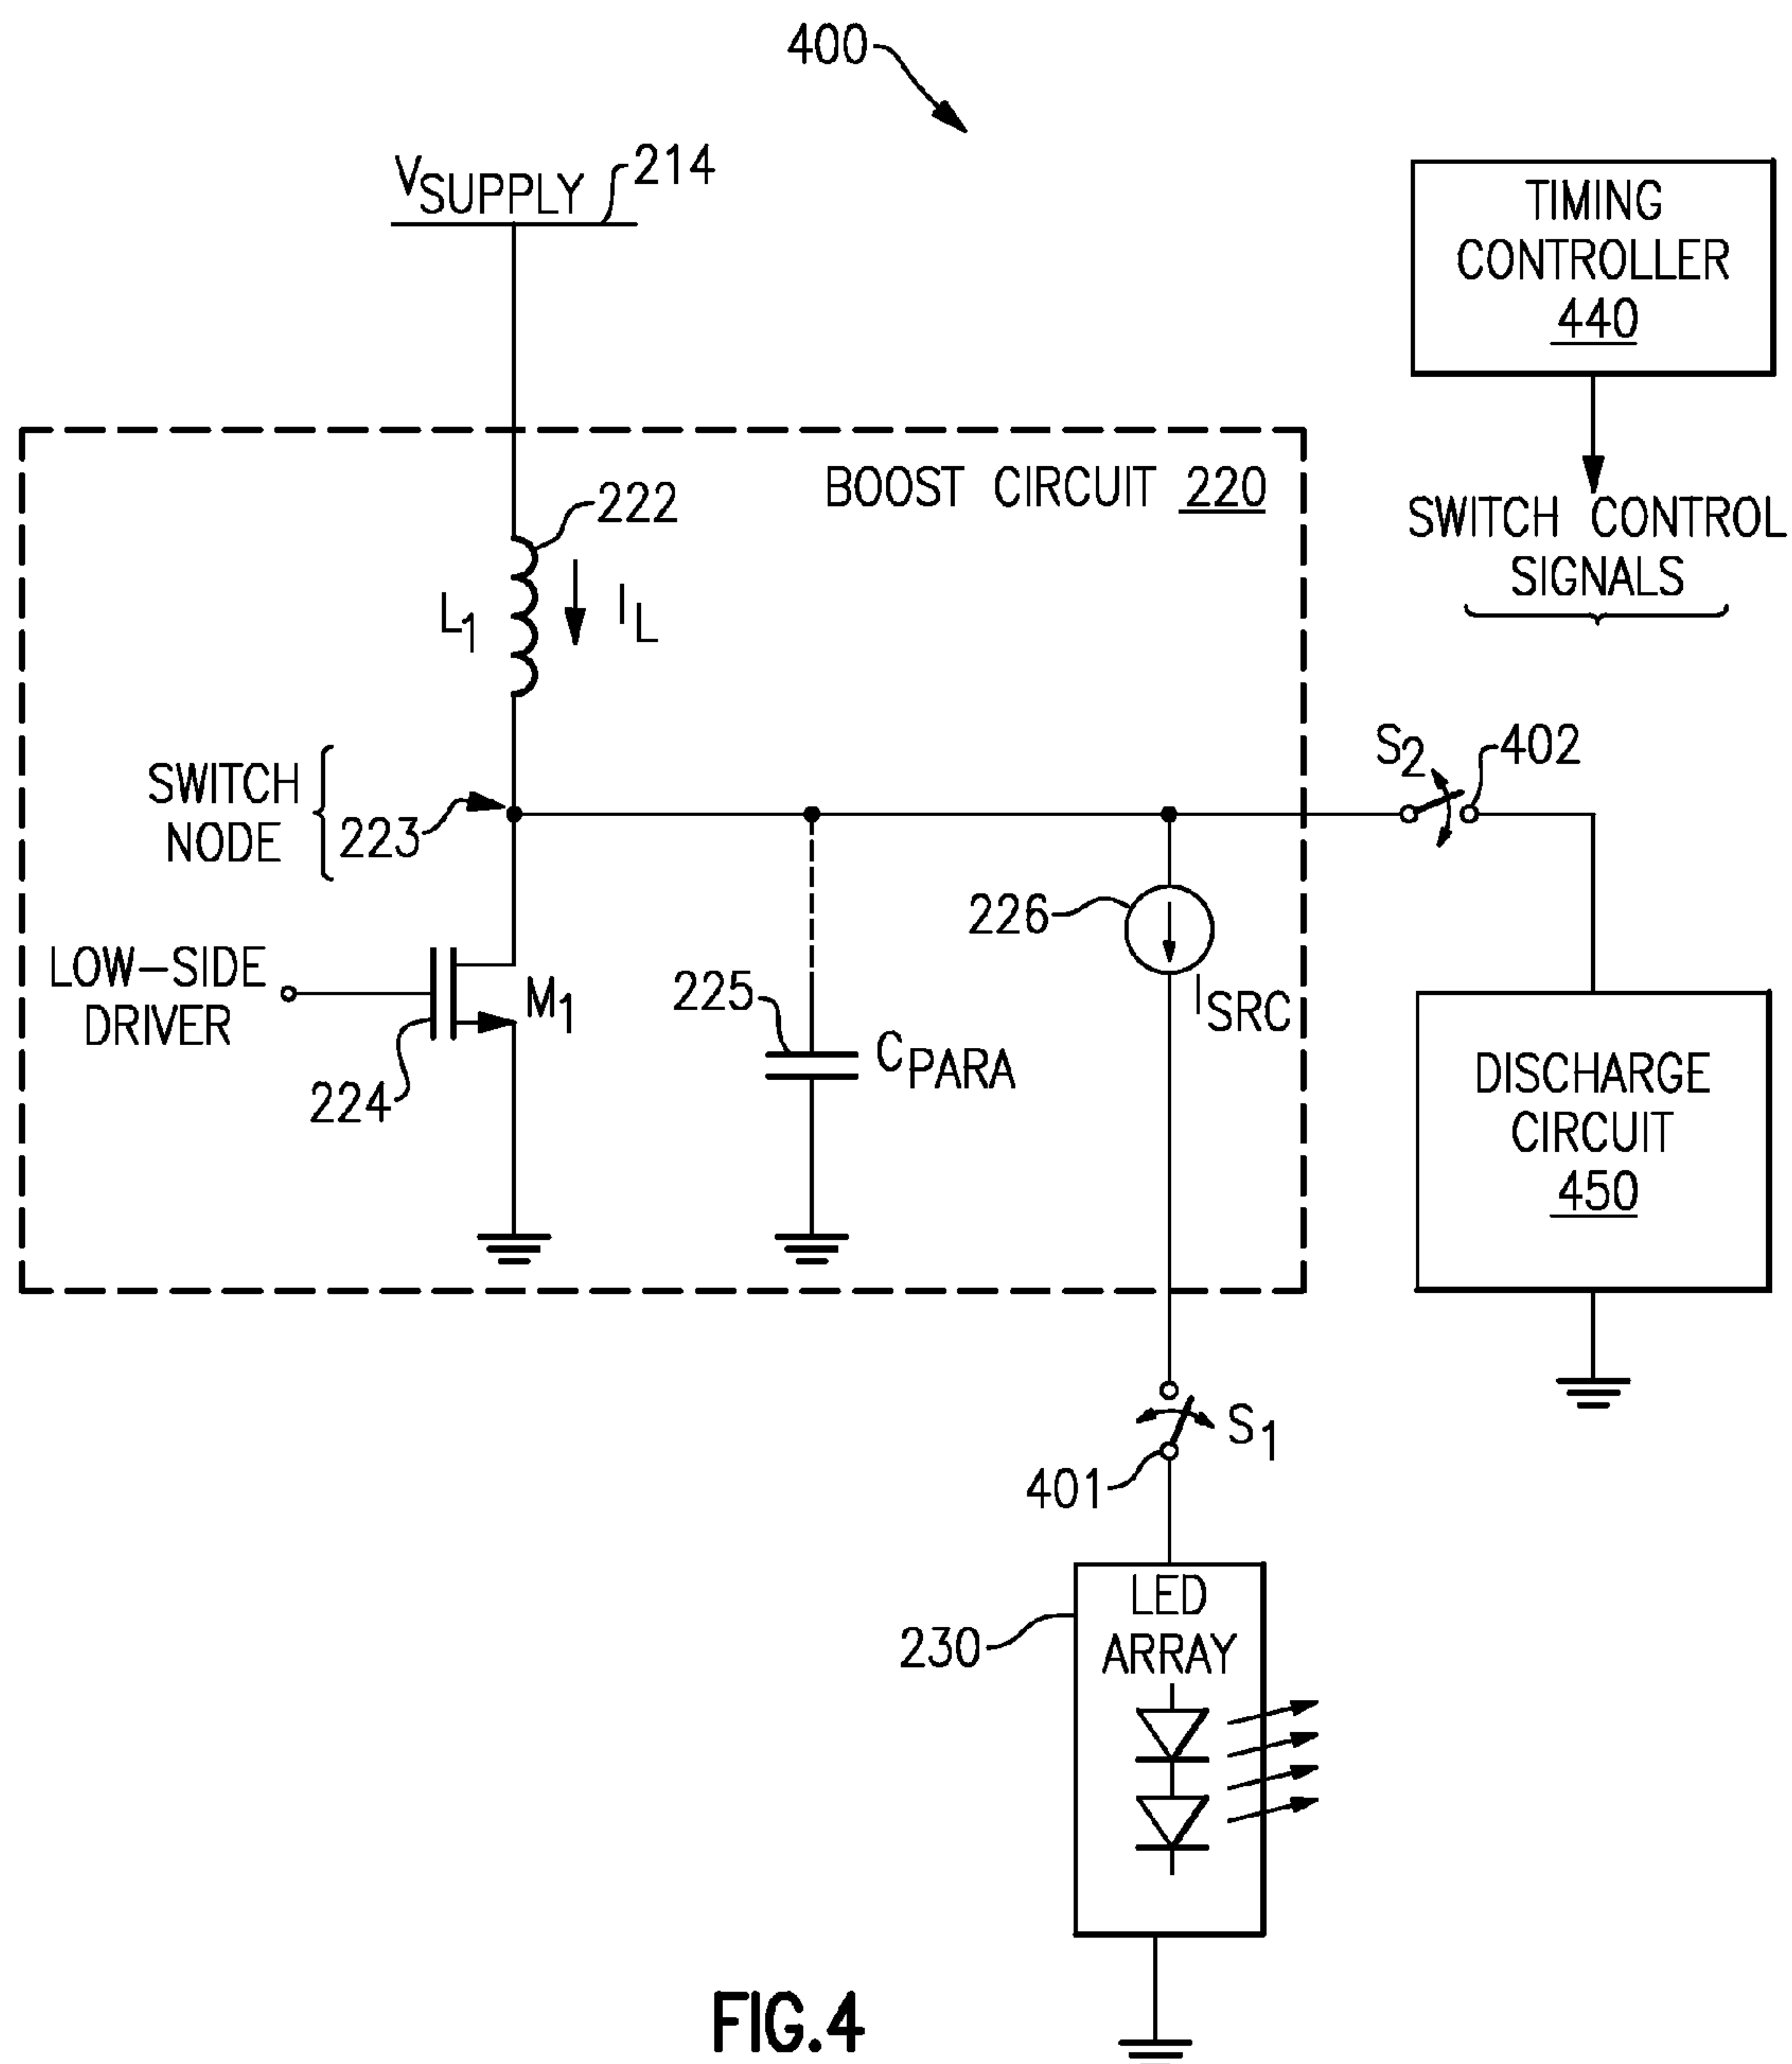 400
VSUPPLY
214
TIMING
CONTROLLER
440
BOOST CIRCUIT 220
222
L1
IL
SWITCH CONTROL
SIGNALS
SWITCH
NODE
223
S2
402
226
LOW-SIDE
DRIVER
M1
224
225
CPARA
ISRC
DISCHARGE
CIRCUIT
450
S1
401
LED
ARRAY
230
FIG.4